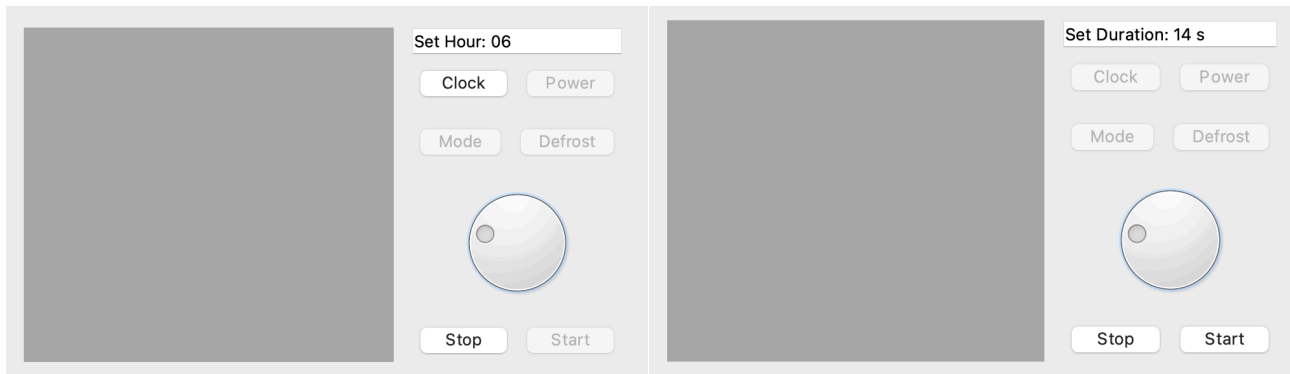 Set Hour: 06
Clock Power
Mode Defrost
Stop Start
Set Duration: 14 s
Clock Power
Mode Defrost
Stop Start